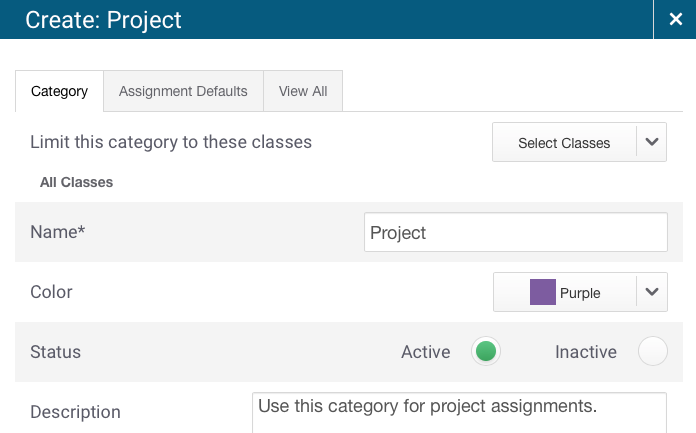 Create: Project
Category Assignment Defaults View All
Limit this category to these classes Select Classes
All Classes
Name* Project
Color Purple
Status Active Inactive
Description Use this category for project assignments.